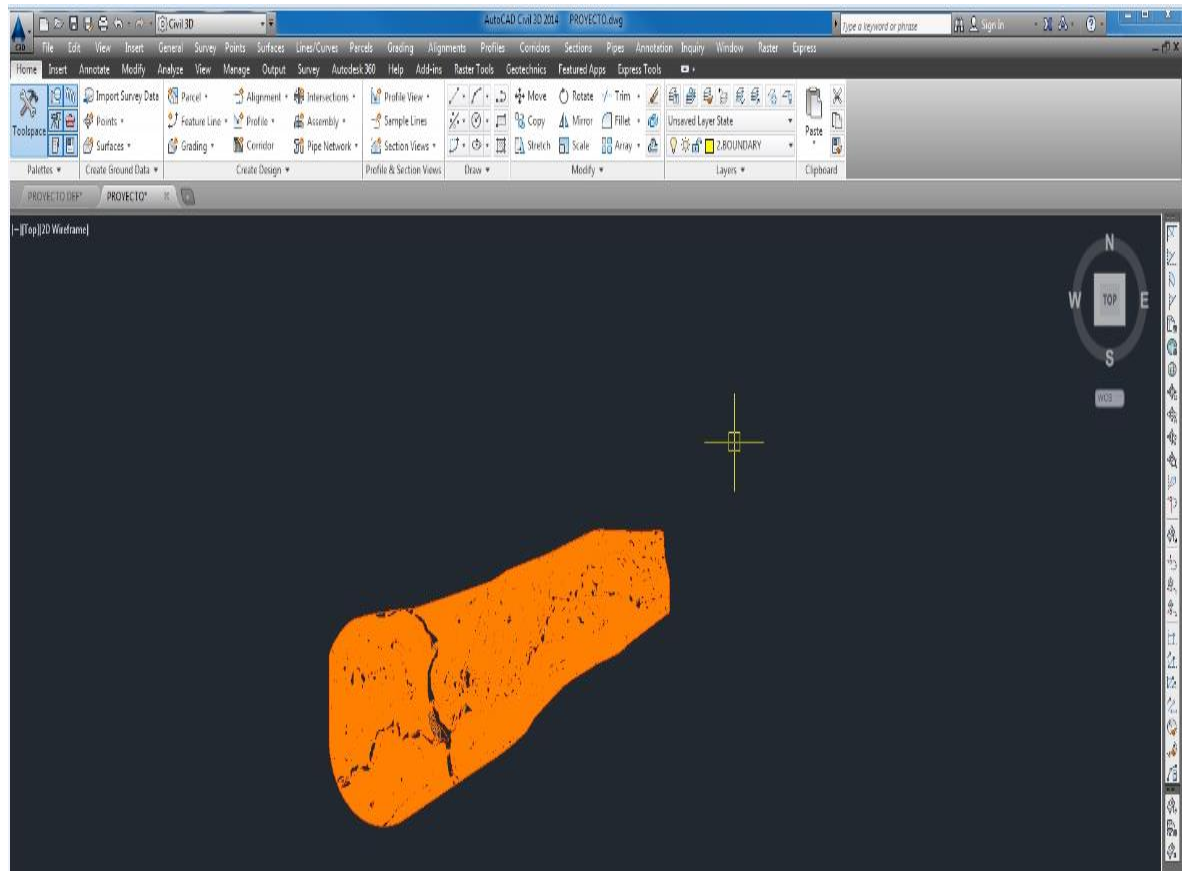 Civil 3D AutoCAD Civil 3D 2014 PROYECTO.dwg Type a keyword or phrase Sign In
File Edit View Insert General Survey Points Surfaces Lines/Curves Parcels Grading Alignments Profiles Corridors Sections Pipes Annotation Inquiry Window Raster Express
Home Insert Annotate Modify Analyze View Manage Output Survey Autodesk 360 Help Add-ins Raster Tools Geotechnics Featured Apps Express Tools
Import Survey Data Parcel Alignment Intersections Profile View Move Rotate Trim
Toolspace Points Feature Line Profile Assembly Sample Lines Copy Mirror Fillet Unsaved Layer State Paste
Surfaces Grading Corridor Pipe Network Section Views Stretch Scale Array 2.BOUNDARY
Palettes Create Ground Data Create Design Profile & Section Views Draw Modify Layers Clipboard
PROYECTO DEF* PROYECTO*
[-][Top][2D Wireframe]
N
W TOP E
S
WCS